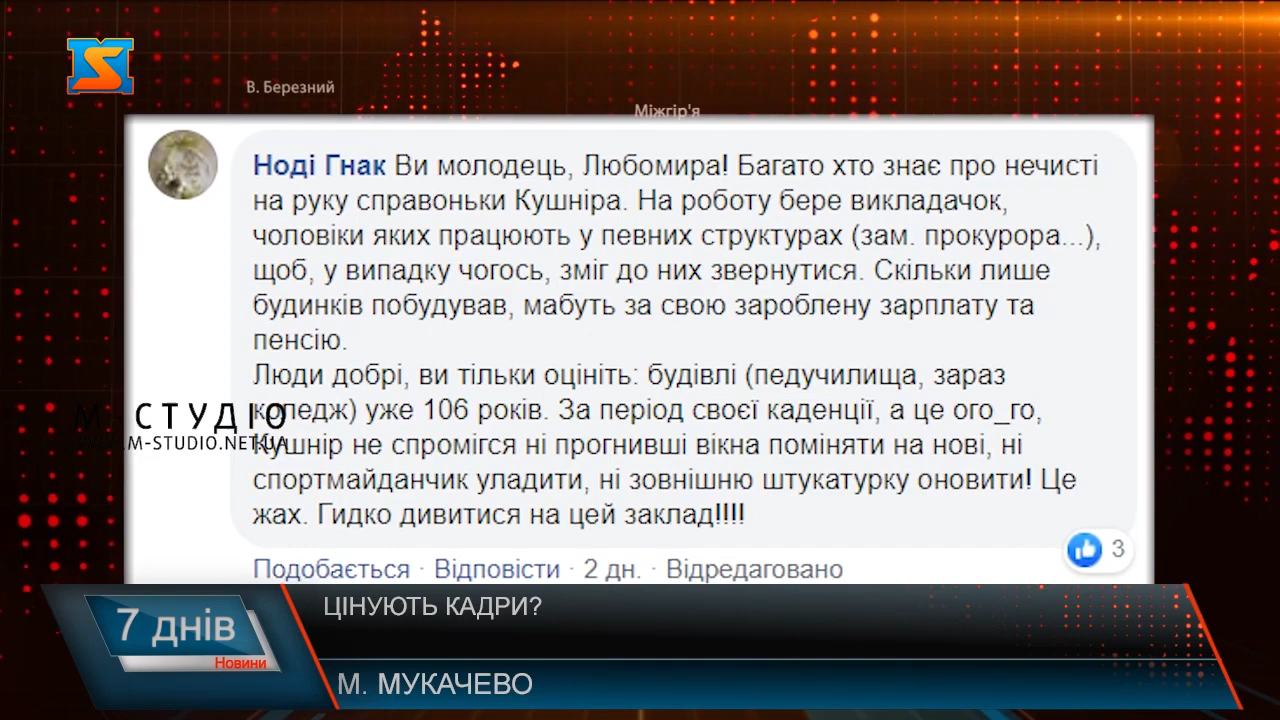 В. Березний
Міжгір'я
Ноді Гнак Ви молодець, Любомира! Багато хто знає про нечисті
на руку справоньки Кушніра. На роботу бере викладачок,
чоловіки яких працюють у певних структурах (зам. прокурора...),
щоб, у випадку чогось, зміг до них звернутися. Скільки лише
будинків побудував, мабуть за свою зароблену зарплату та
пенсію.
Люди добрі, ви тільки оцініть: будівлі (педучилища, зараз
коледж) уже 106 років. За період своєї каденції, а це ого_го,
Кушнір не спромігся ні прогнивші вікна поміняти на нові, ні
спортмайданчик уладити, ні зовнішню штукатурку оновити! Це
жах. Гидко дивитися на цей заклад!!!!
3
Подобається · Відповісти · 2 дн. · Відредаговано
М-СТУДІО
WWW.M-STUDIO.NET.UA
7 днів
Новини
ЦІНУЮТЬ КАДРИ?
М. МУКАЧЕВО